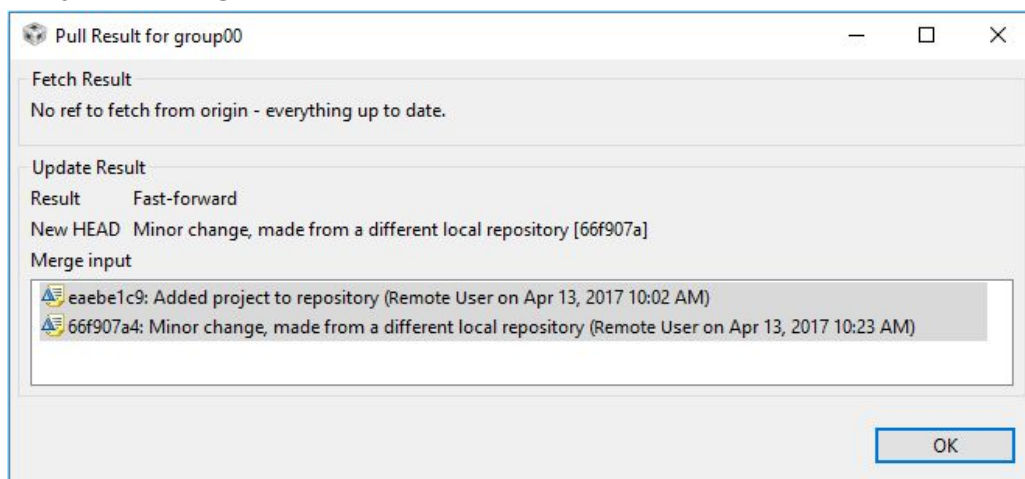 Pull Result for group00
Fetch Result
No ref to fetch from origin - everything up to date.
Update Result
Result Fast-forward
New HEAD Minor change, made from a different local repository [66f907a]
Merge input
eaebe1c9: Added project to repository (Remote User on Apr 13, 2017 10:02 AM)
66f907a4: Minor change, made from a different local repository (Remote User on Apr 13, 2017 10:23 AM)
OK